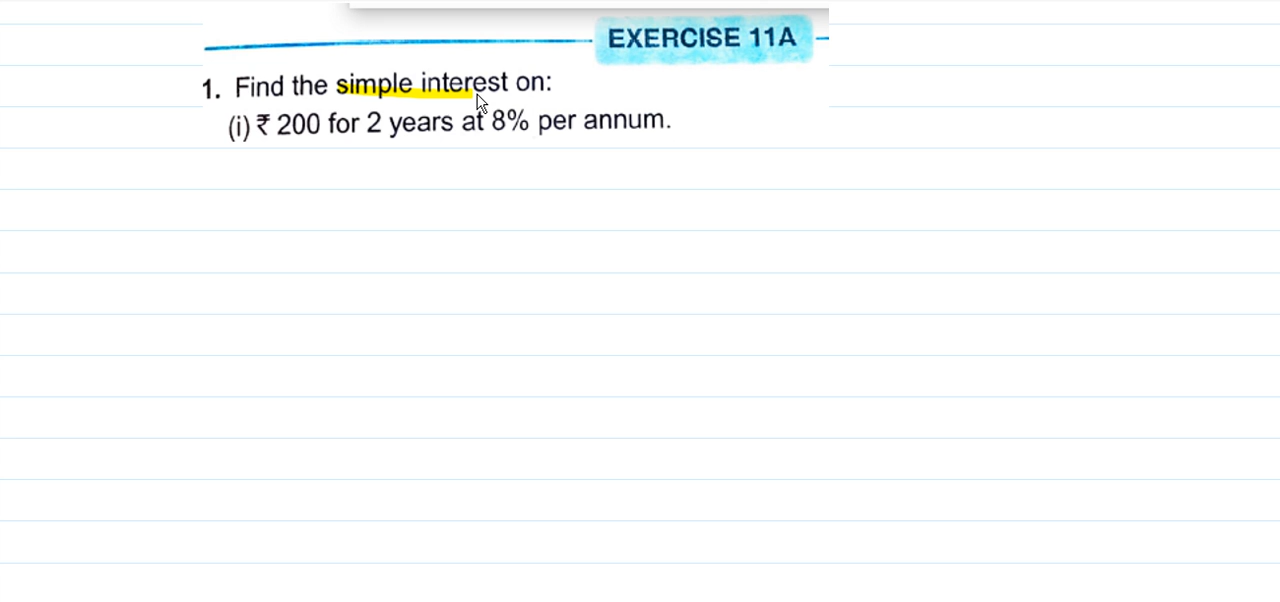 EXERCISE 11A
1. Find the simple interest on:
(i) ₹ 200 for 2 years at 8% per annum.